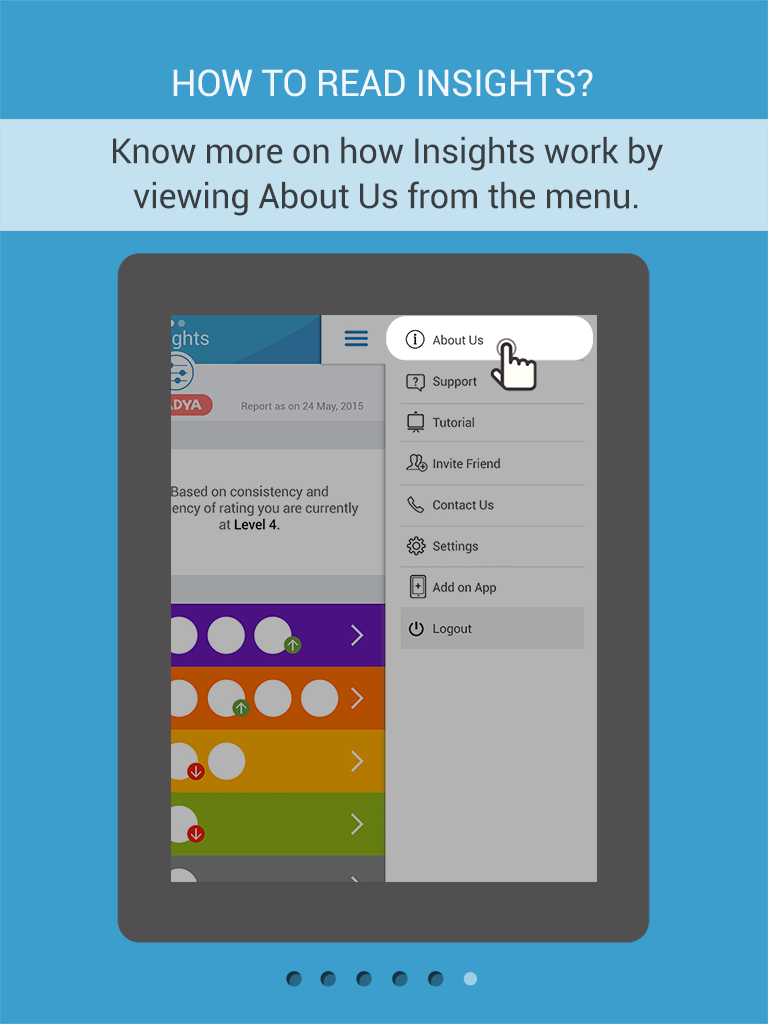 HOW TO READ INSIGHTS?
Know more on how Insights work by
viewing About Us from the menu.
ghts
ADYA
Report as on 24 May, 2015
Based on consistency and
ency of rating you are currently
at Level 4.
About Us
Support
Tutorial
Invite Friend
Contact Us
Settings
Add on App
Logout